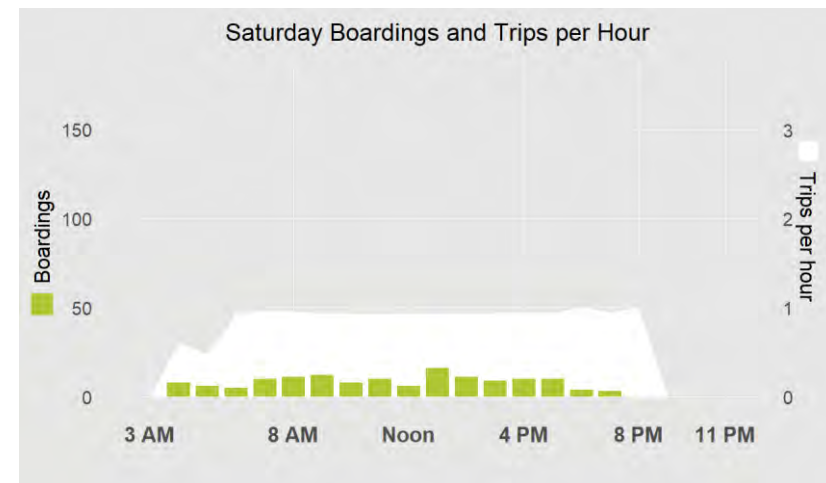 Saturday Boardings and Trips per Hour
150
100
50
0
Boardings
3
2
1
0
Trips per hour
3 AM 8 AM Noon 4 PM 8 PM 11 PM